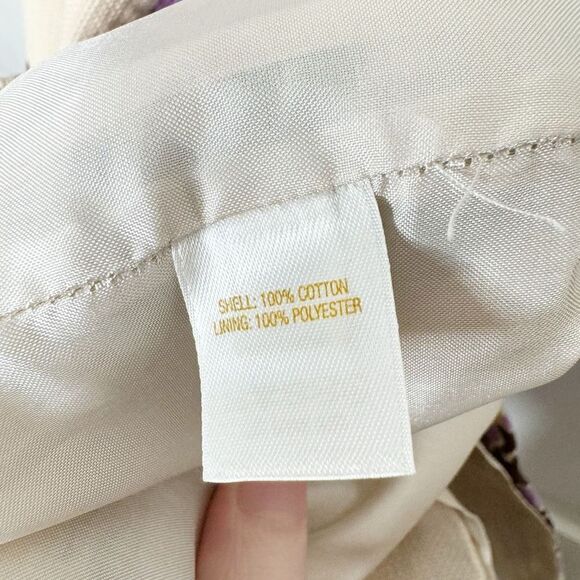 SHELL: 100% COTTON
LINING: 100% POLYESTER